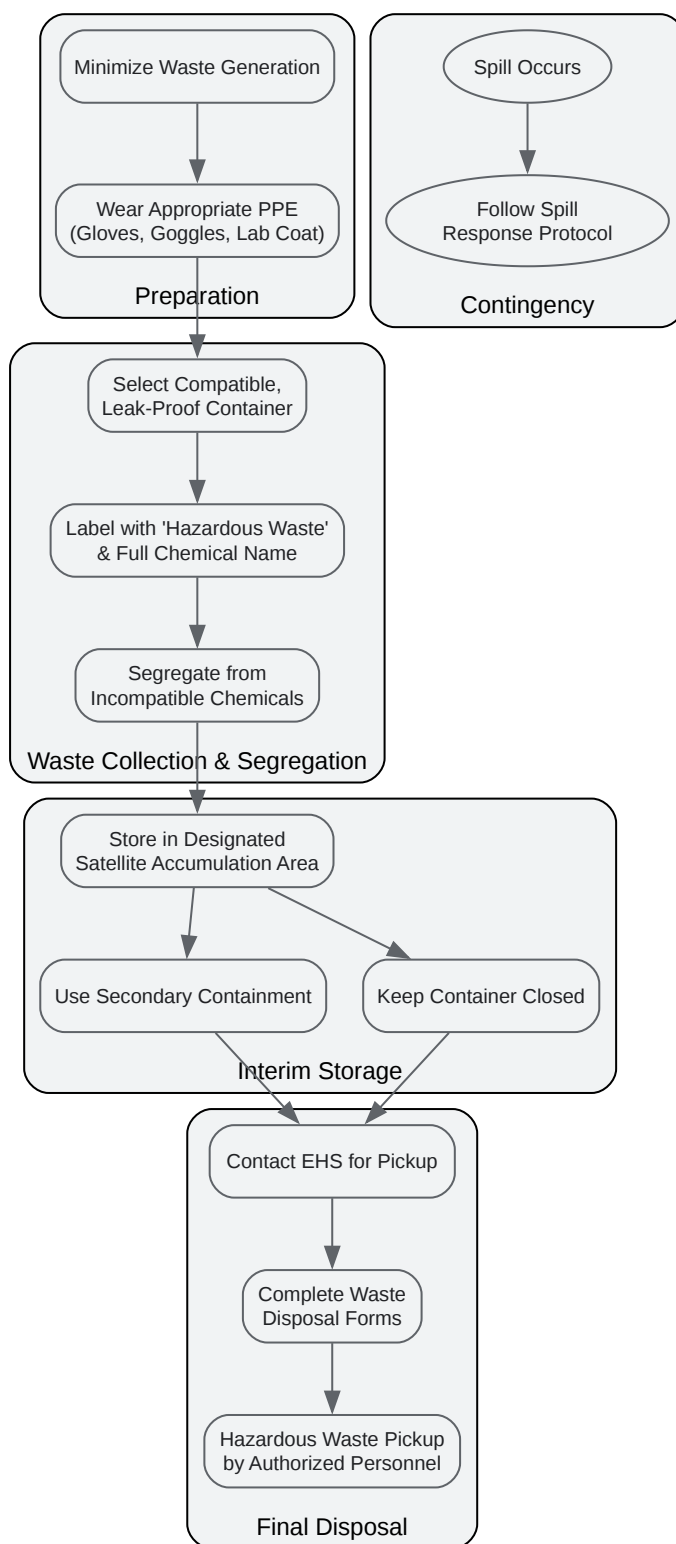 Minimize Waste Generation
Wear Appropriate PPE
(Gloves, Goggles, Lab Coat)
Preparation
Spill Occurs
Follow Spill
Response Protocol
Contingency
Select Compatible,
Leak-Proof Container
Label with 'Hazardous Waste'
& Full Chemical Name
Segregate from
Incompatible Chemicals
Waste Collection & Segregation
Store in Designated
Satellite Accumulation Area
Use Secondary Containment
Keep Container Closed
Interim Storage
Contact EHS for Pickup
Complete Waste
Disposal Forms
Hazardous Waste Pickup
by Authorized Personnel
Final Disposal